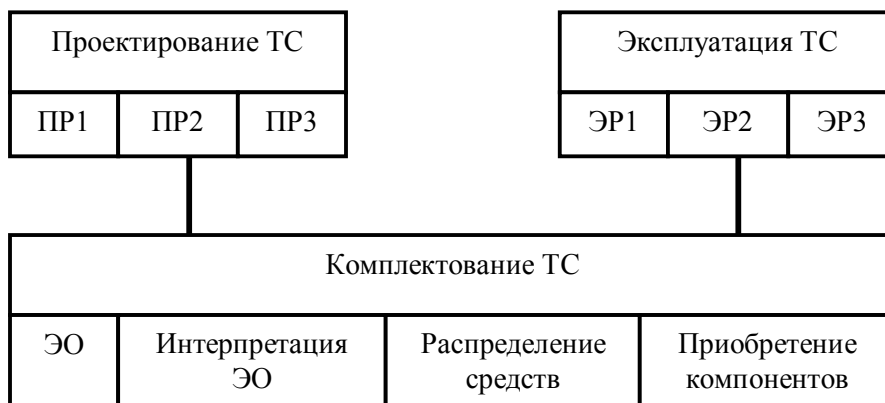 Проектирование ТС
ПР1 ПР2 ПР3
Эксплуатация ТС
ЭР1 ЭР2 ЭР3
Комплектование ТС
ЭО
Интерпретация
ЭО
Распределение
средств
Приобретение
компонентов